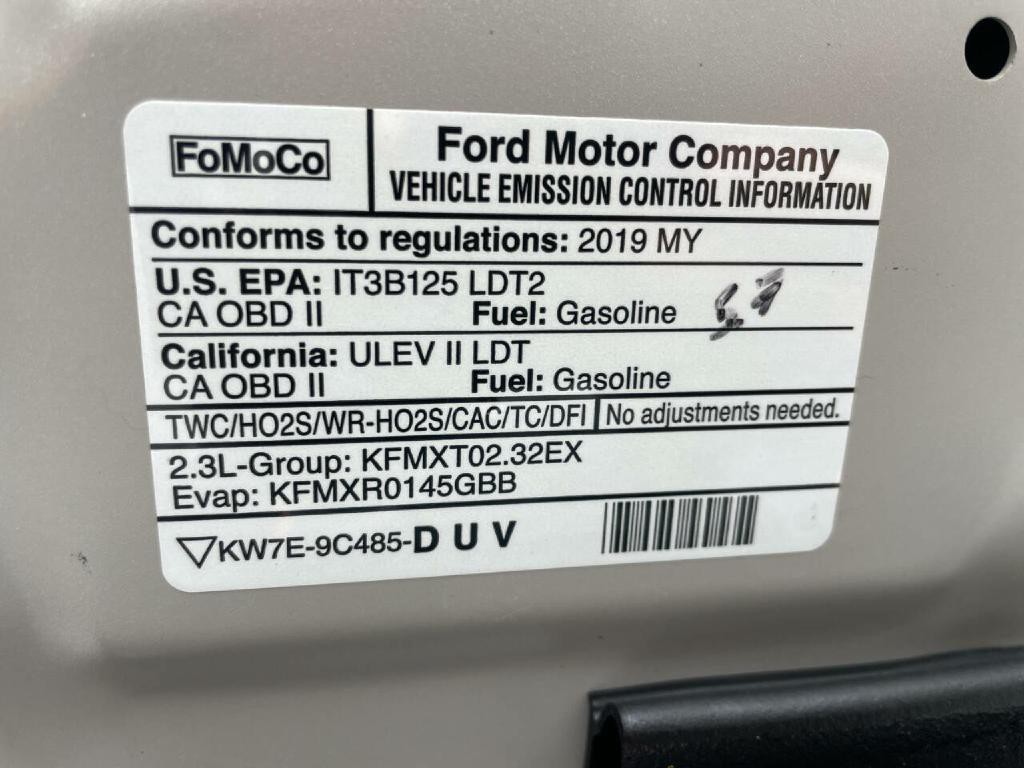 FoMoCo
Ford Motor Company
VEHICLE EMISSION CONTROL INFORMATION
Conforms to regulations: 2019 MY
U.S. EPA: IT3B125 LDT2
CA OBD II Fuel: Gasoline
California: ULEV II LDT
CA OBD II Fuel: Gasoline
TWC/HO2S/WR-HO2S/CAC/TC/DFI No adjustments needed.
2.3L-Group: KFMXT02.32EX
Evap: KFMXR0145GBB
KW7E-9C485-D U V